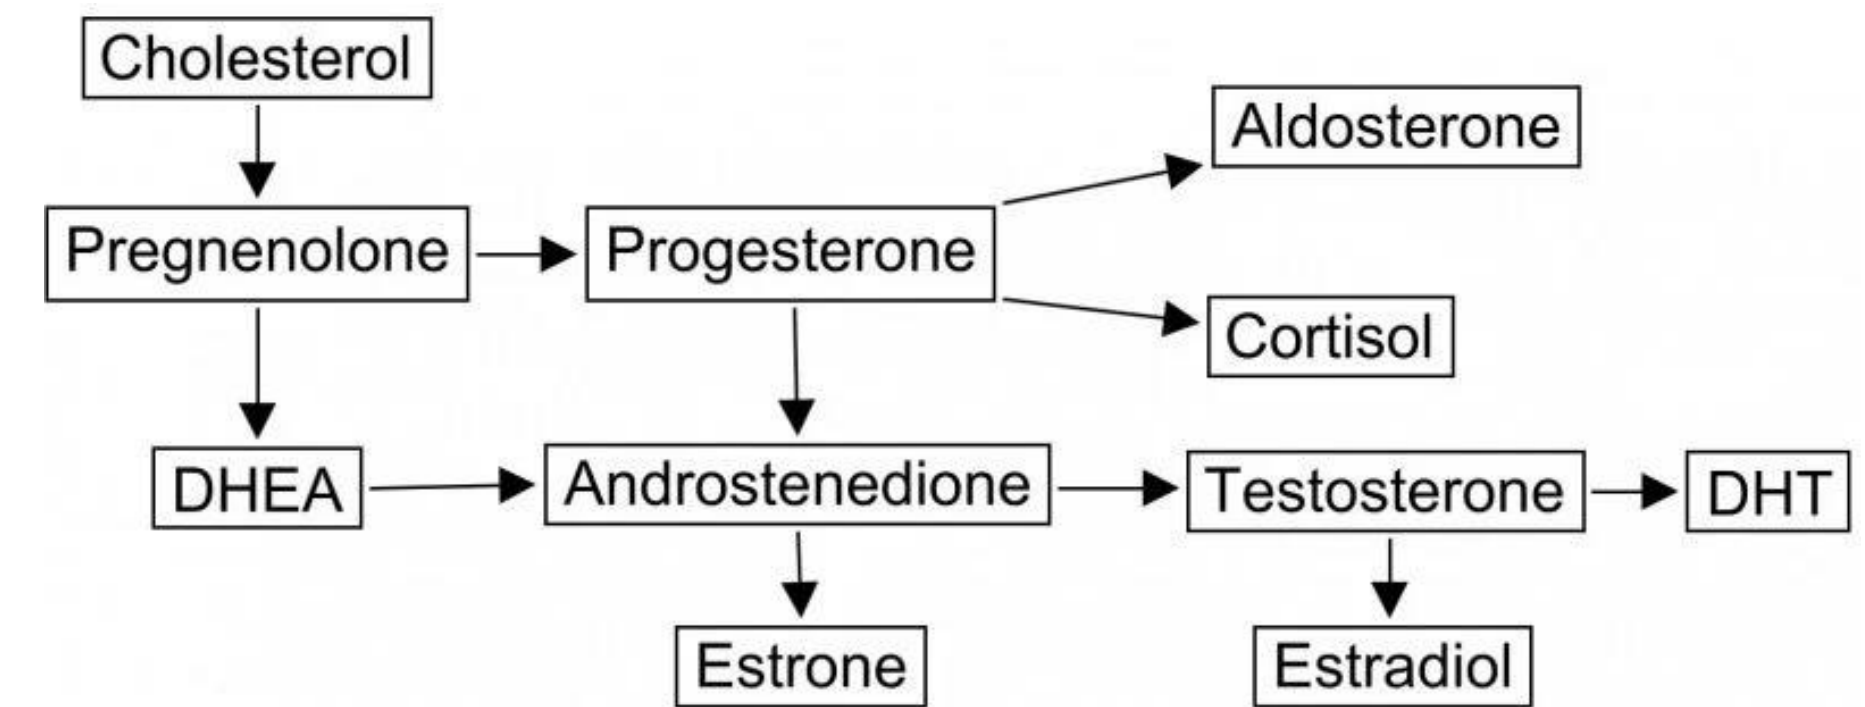 Cholesterol
Aldosterone
Pregnenolone
Progesterone
Cortisol
DHEA
Androstenedione
Testosterone
DHT
Estrone
Estradiol